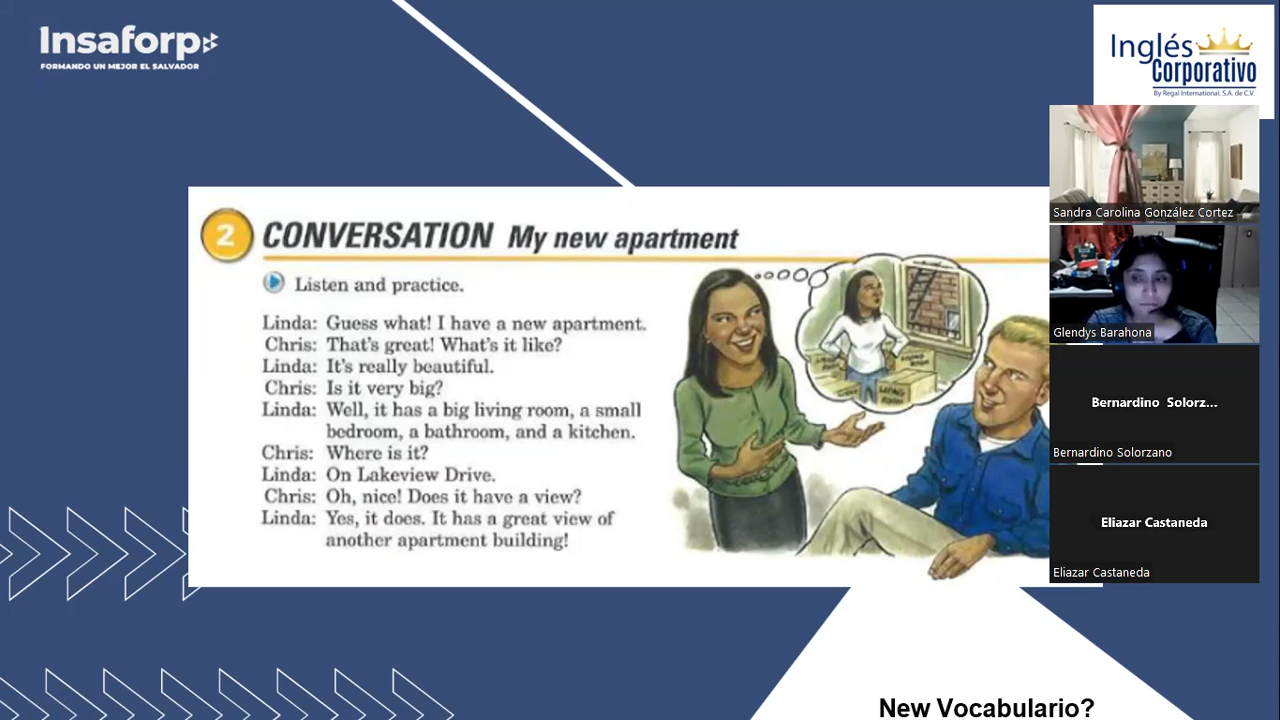 Insaforp
FORMANDO UN MEJOR EL SALVADOR
Inglés
Corporativo
By Regal International, S.A. de C.V.
2 CONVERSATION My new apartment
Listen and practice.
Linda: Guess what! I have a new apartment.
Chris: That's great! What's it like?
Linda: It's really beautiful.
Chris: Is it very big?
Linda: Well, it has a big living room, a small
bedroom, a bathroom, and a kitchen.
Chris: Where is it?
Linda: On Lakeview Drive.
Chris: Oh, nice! Does it have a view?
Linda: Yes, it does. It has a great view of
another apartment building!
LIVING
ROOM
Sandra Carolina González Cortez
Glendys Barahona
Bernardino Solorz...
Bernardino Solorzano
Eliazar Castaneda
Eliazar Castaneda
New Vocabulario?